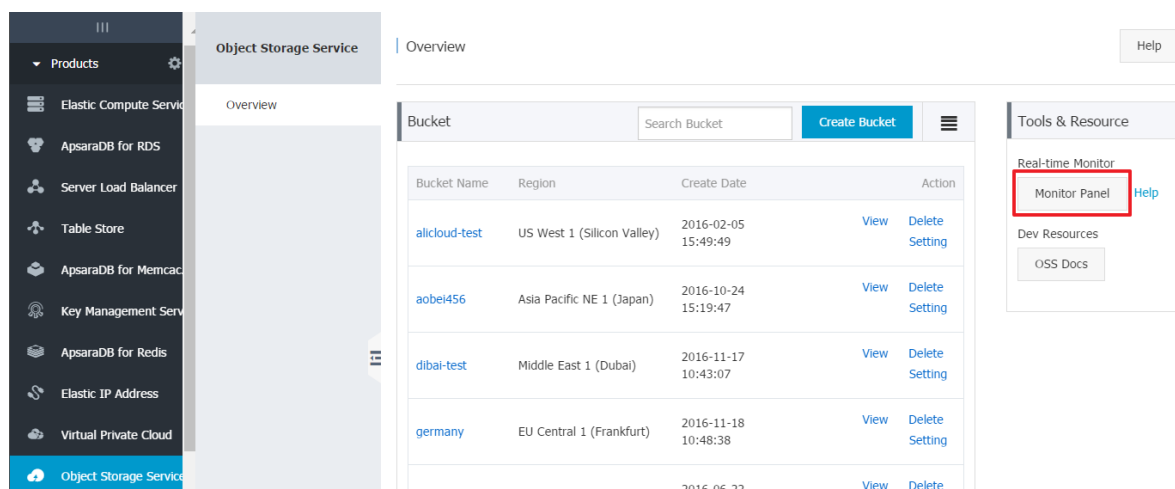 Products
Elastic Compute Servic
ApsaraDB for RDS
Server Load Balancer
Table Store
ApsaraDB for Memcac
Key Management Serv
ApsaraDB for Redis
Elastic IP Address
Virtual Private Cloud
Object Storage Service
Object Storage Service
Overview
Overview
Help
Bucket
Search Bucket
Create Bucket
Bucket Name Region Create Date Action
alicloud-test US West 1 (Silicon Valley) 2016-02-05 View Delete
15:49:49 Setting
aobei456 Asia Pacific NE 1 (Japan) 2016-10-24 View Delete
15:19:47 Setting
dibai-test Middle East 1 (Dubai) 2016-11-17 View Delete
10:43:07 Setting
germany EU Central 1 (Frankfurt) 2016-11-18 View Delete
10:48:38 Setting
2016-06-22 View Delete
Tools & Resource
Real-time Monitor
Monitor Panel Help
Dev Resources
OSS Docs